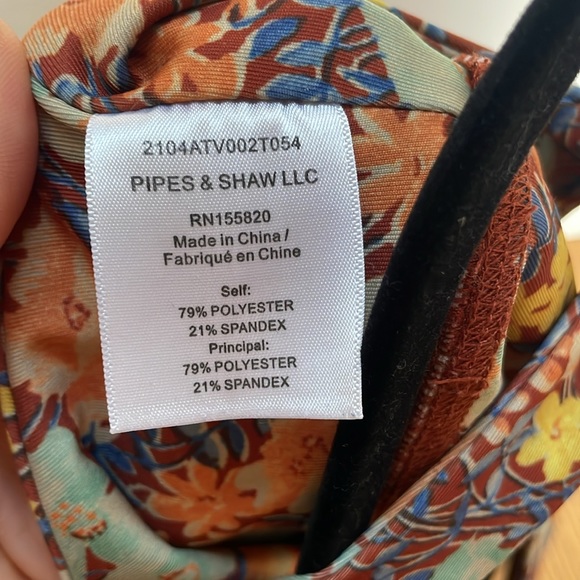 2104ATV002T054
PIPES & SHAW LLC
RN155820
Made in China /
Fabriqué en Chine
Self:
79% POLYESTER
21% SPANDEX
Principal:
79% POLYESTER
21% SPANDEX